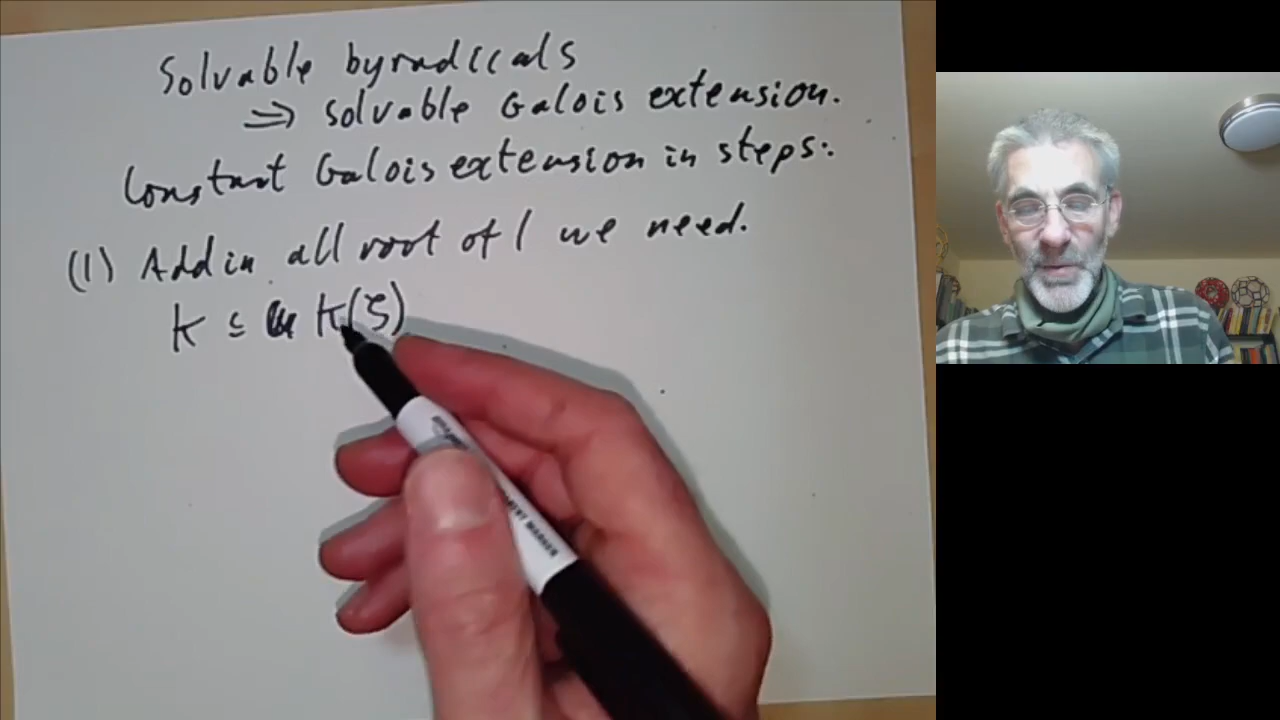 Solvable by radicals
⇒ solvable Galois extension.
Constant Galois extension in steps:
(1) Add in all root of 1 we need.
K ⊆ K(ζ)